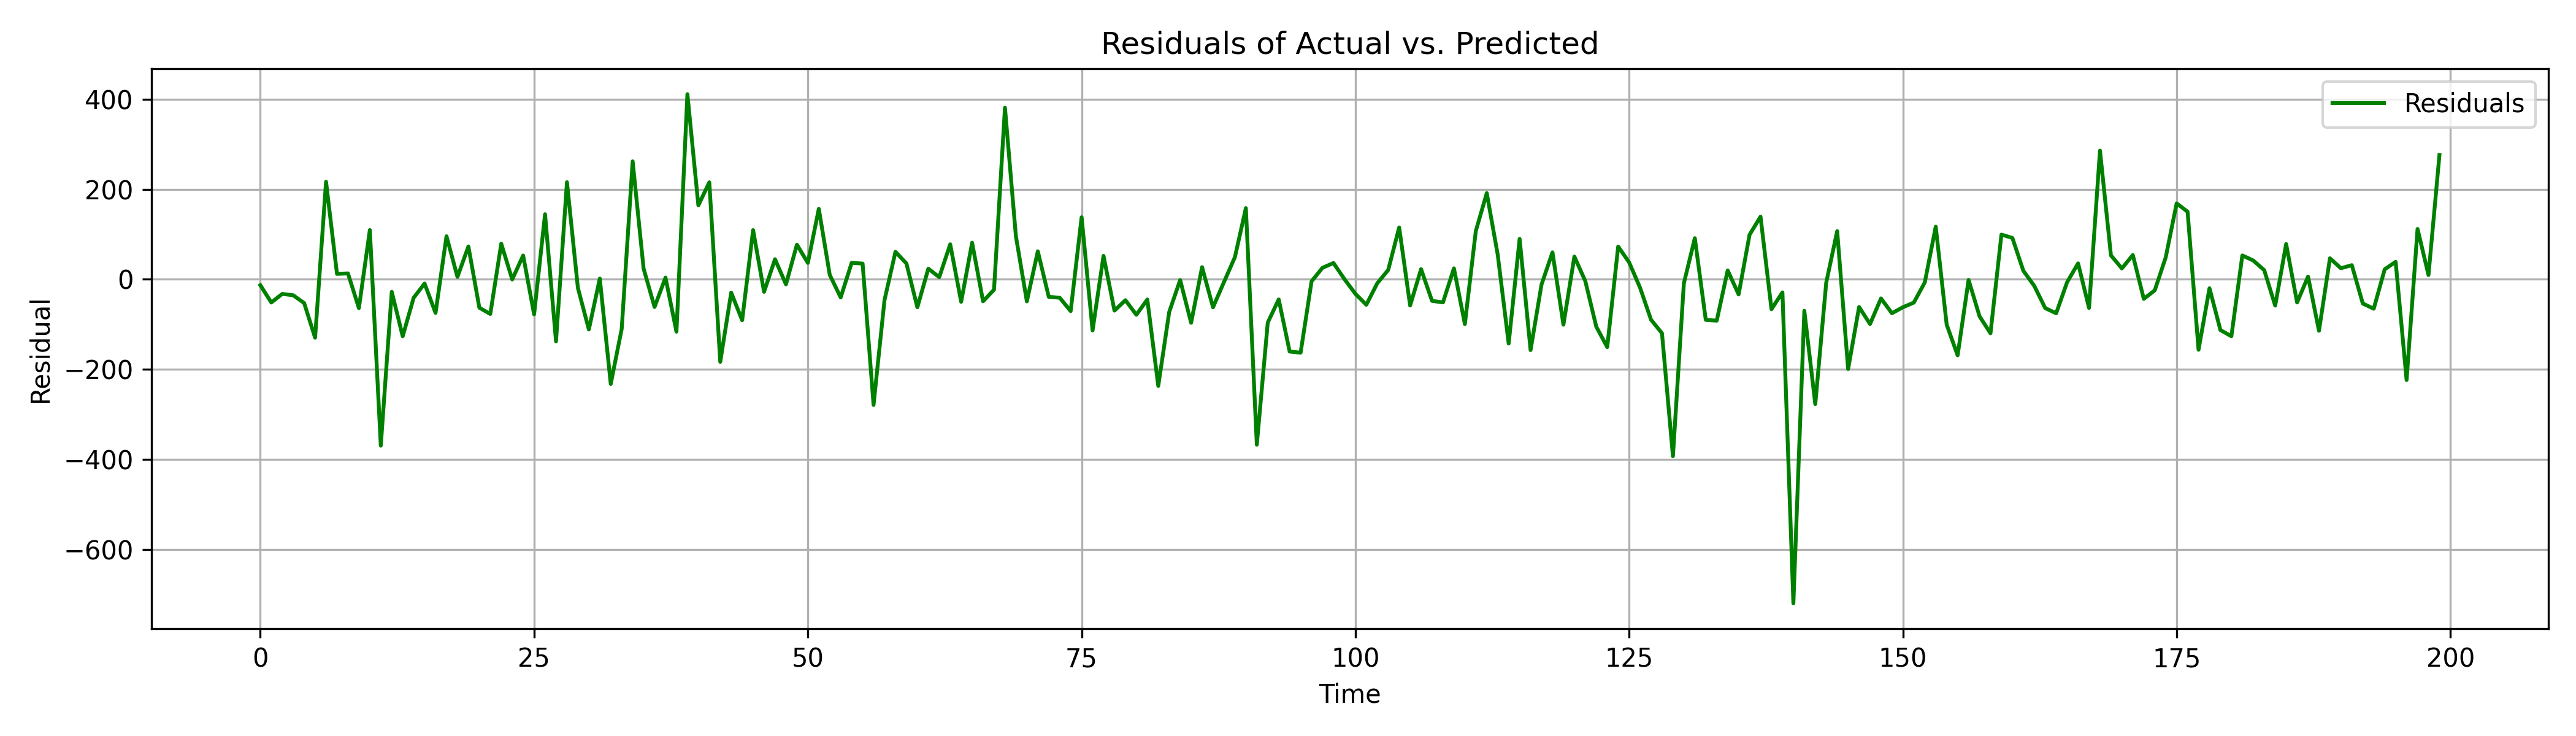 Residuals of Actual vs. Predicted
Residuals
400
200
0
−200
−400
−600
Residual
0 25 50 75 100 125 150 175 200
Time